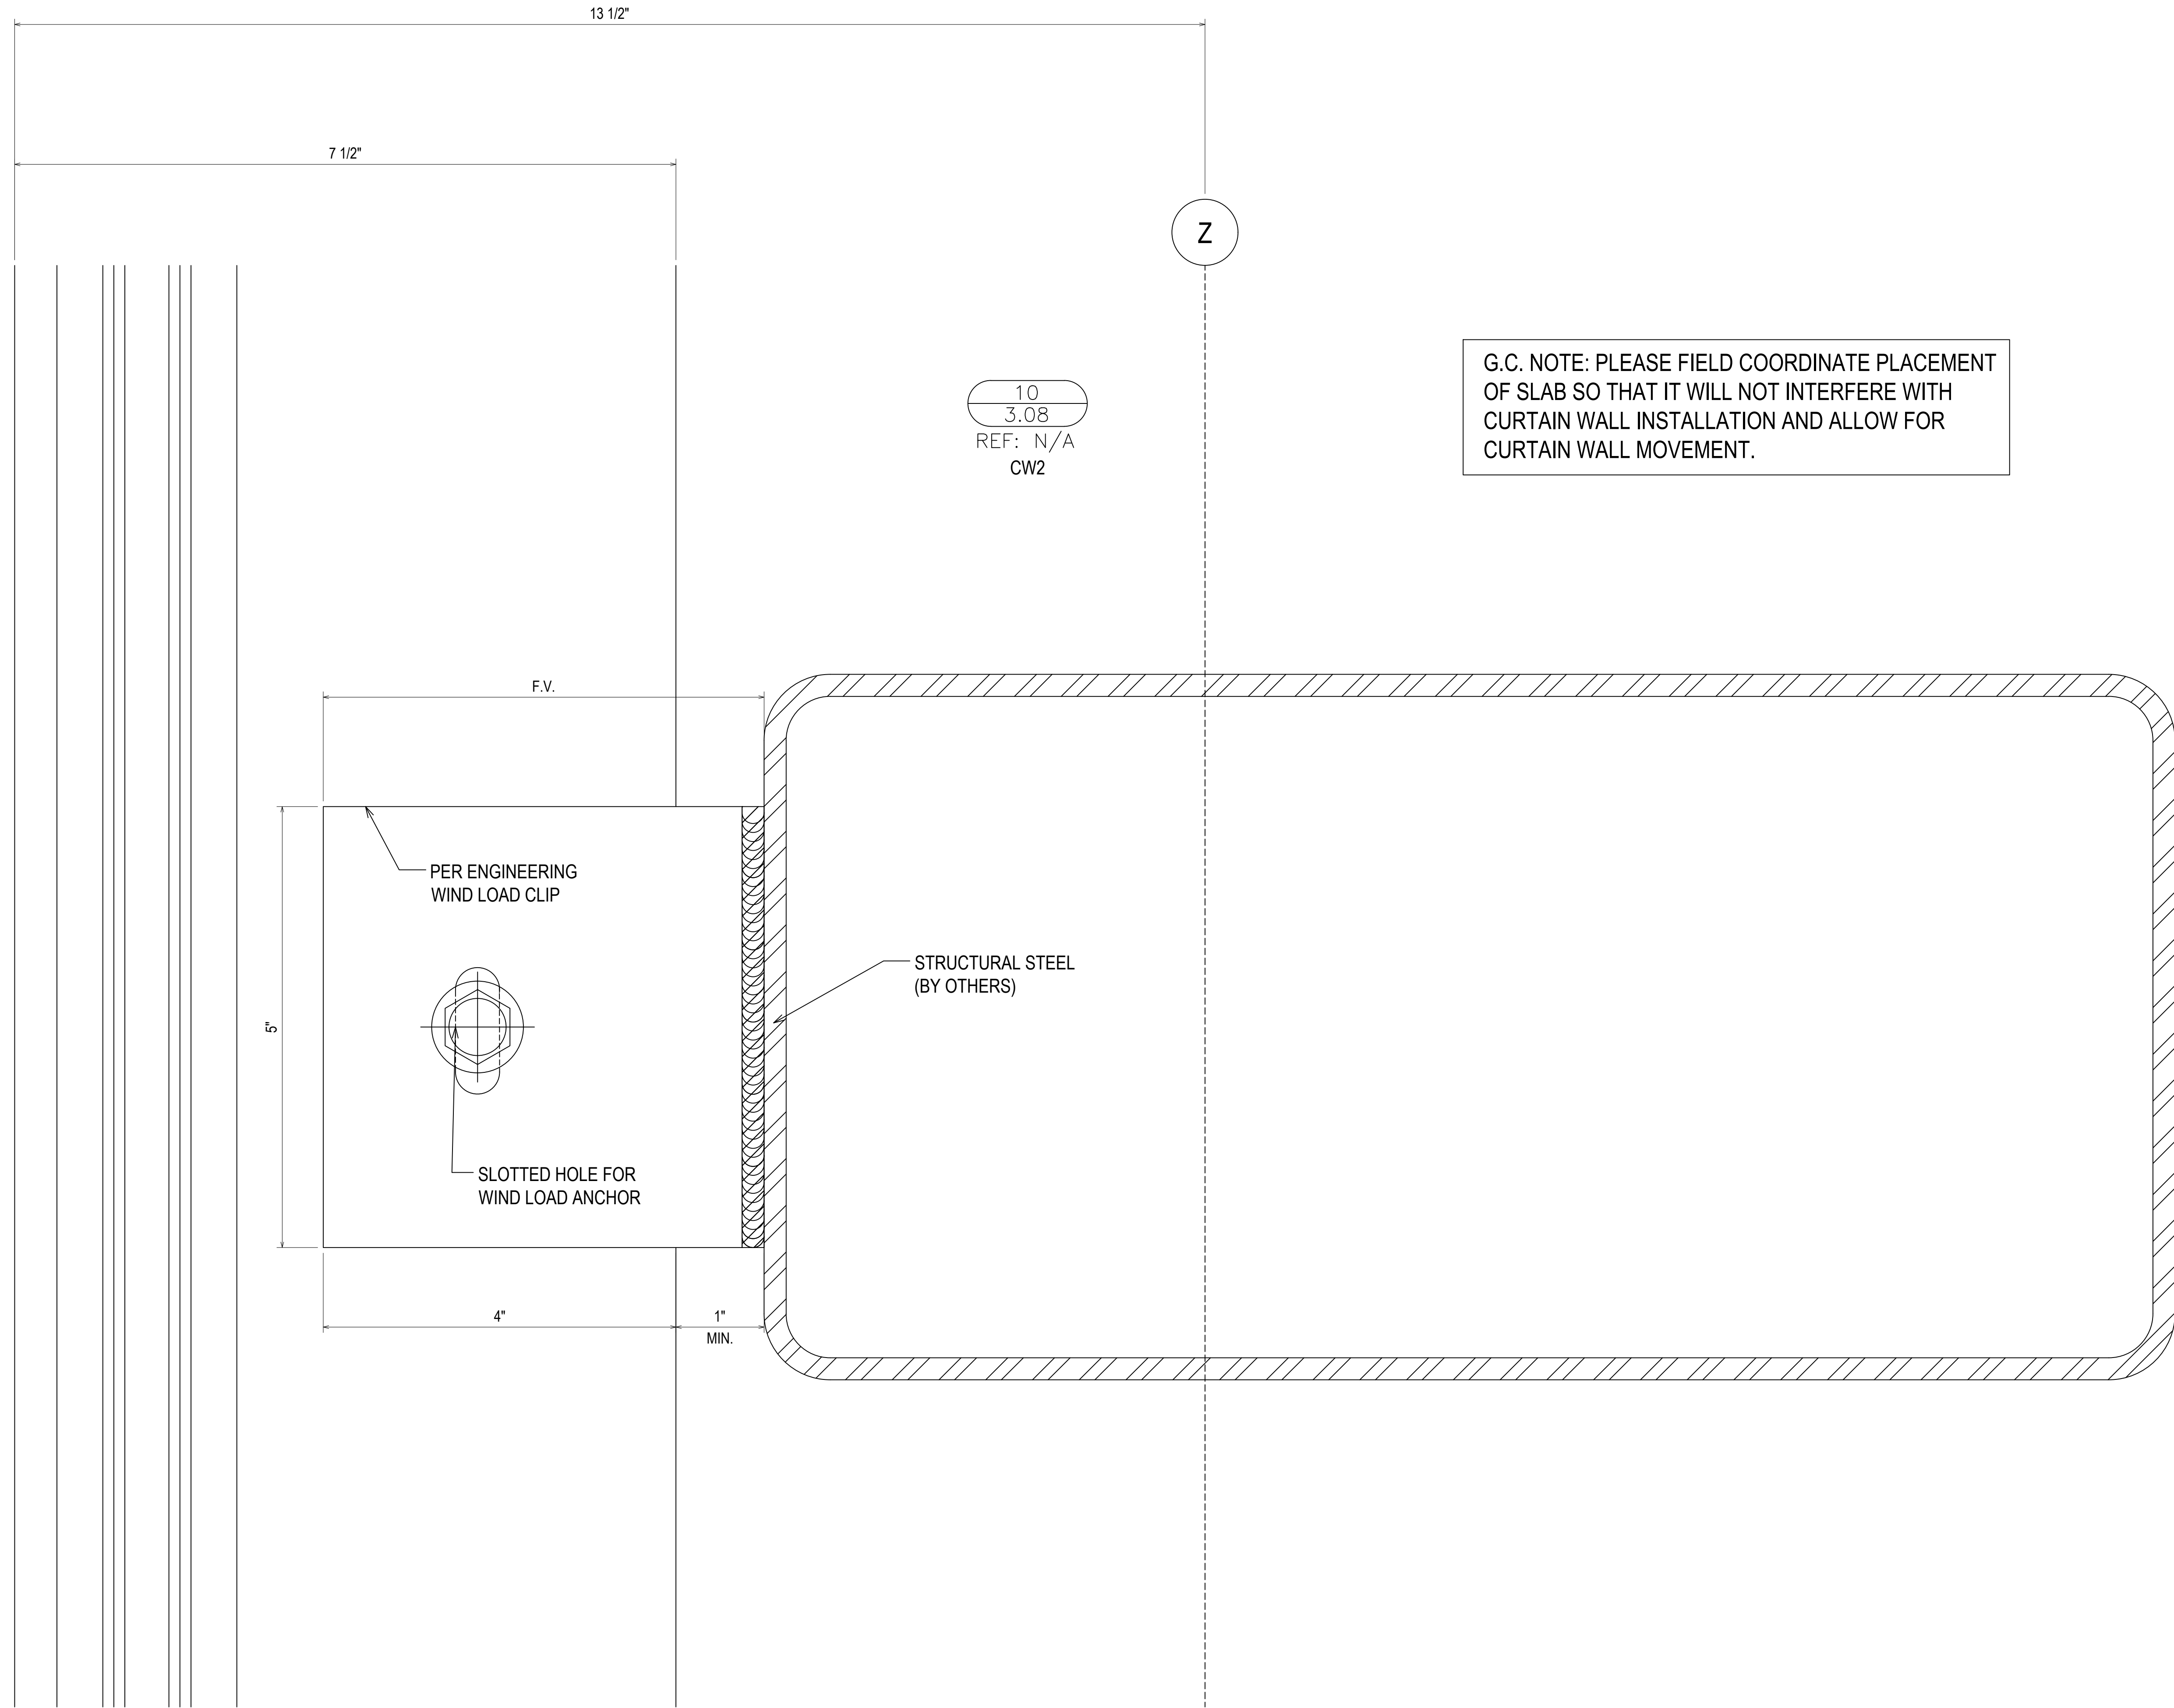 13 1/2"
7 1/2"
Z
10
3.08
REF: N/A
CW2
G.C. NOTE: PLEASE FIELD COORDINATE PLACEMENT
OF SLAB SO THAT IT WILL NOT INTERFERE WITH
CURTAIN WALL INSTALLATION AND ALLOW FOR
CURTAIN WALL MOVEMENT.
F.V.
PER ENGINEERING
WIND LOAD CLIP
STRUCTURAL STEEL
(BY OTHERS)
5"
SLOTTED HOLE FOR
WIND LOAD ANCHOR
4"
1"
MIN.